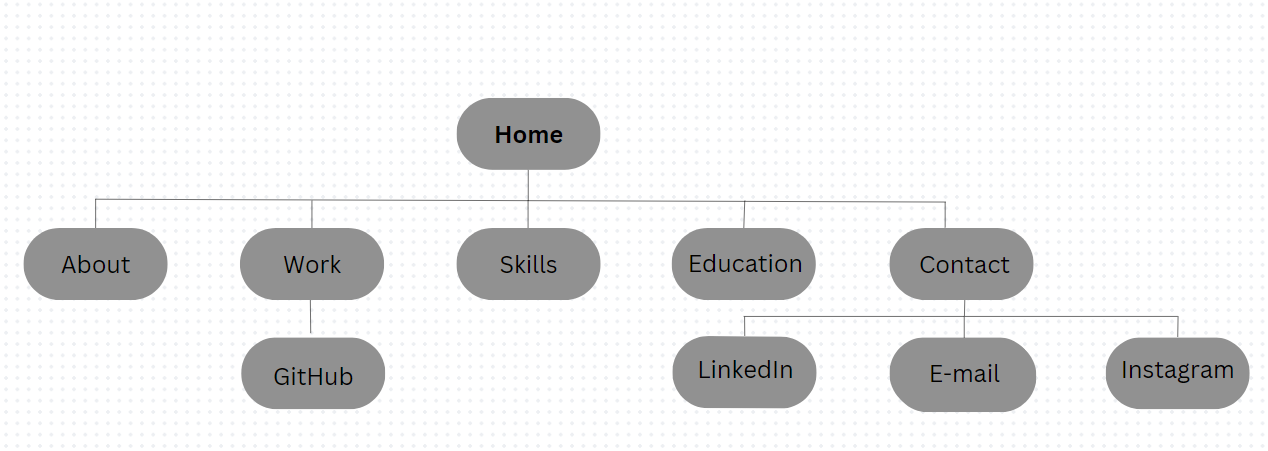 Home
About
Work
Skills
Education
Contact
GitHub
LinkedIn
E-mail
Instagram